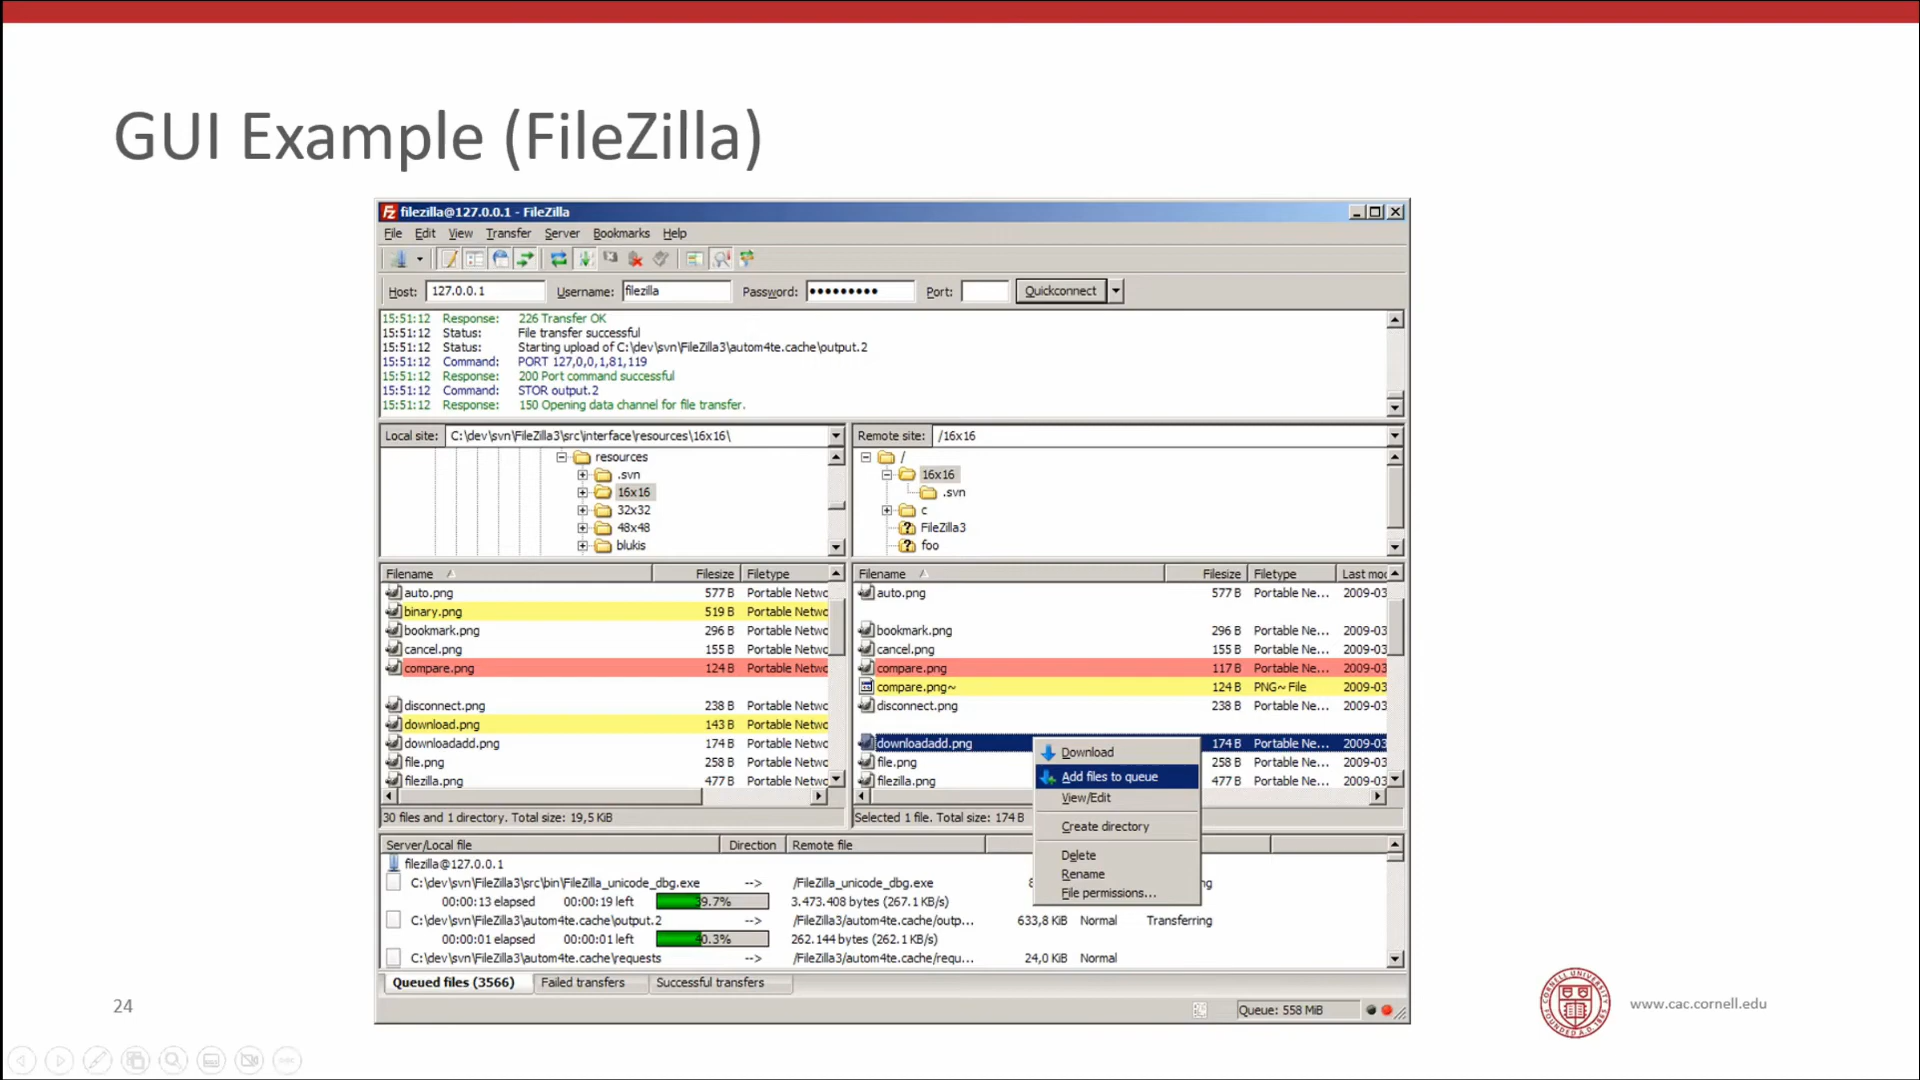 GUI Example (FileZilla)
filezilla@127.0.0.1 - FileZilla
File Edit View Transfer Server Bookmarks Help
Host: 127.0.0.1 Username: filezilla Password: ●●●●●●●●● Port: Quickconnect
15:51:12 Response: 226 Transfer OK
15:51:12 Status: File transfer successful
15:51:12 Status: Starting upload of C:\dev\svn\FileZilla3\autom4te.cache\output.2
15:51:12 Command: PORT 127,0,0,1,81,119
15:51:12 Response: 200 Port command successful
15:51:12 Command: STOR output.2
15:51:12 Response: 150 Opening data channel for file transfer.
Local site: C:\dev\svn\FileZilla3\src\interface\resources\16x16\
resources
.svn
16x16
32x32
48x48
blukis
Remote site: /16x16
/
16x16
.svn
c
FileZilla3
foo
Filename Filesize Filetype
auto.png 577 B Portable Netwo
binary.png 519 B Portable Netwo
bookmark.png 296 B Portable Netwo
cancel.png 155 B Portable Netwo
compare.png 124 B Portable Netwo
disconnect.png 238 B Portable Netwo
download.png 143 B Portable Netwo
downloadadd.png 174 B Portable Netwo
file.png 258 B Portable Netwo
filezilla.png 477 B Portable Netwo
30 files and 1 directory. Total size: 19,5 KiB
Filename Filesize Filetype Last mod
auto.png 577 B Portable Ne... 2009-03
bookmark.png 296 B Portable Ne... 2009-03
cancel.png 155 B Portable Ne... 2009-03
compare.png 117 B Portable Ne... 2009-03
compare.png~ 124 B PNG~ File 2009-03
disconnect.png 238 B Portable Ne... 2009-03
downloadadd.png 174 B Portable Ne... 2009-03
file.png 258 B Portable Ne... 2009-03
filezilla.png 477 B Portable Ne... 2009-03
Selected 1 file. Total size: 174 B
Download
Add files to queue
View/Edit
Create directory
Delete
Rename
File permissions...
Server/Local file Direction Remote file
filezilla@127.0.0.1
C:\dev\svn\FileZilla3\src\bin\FileZilla_unicode_dbg.exe --> /FileZilla_unicode_dbg.exe
00:00:13 elapsed 00:00:19 left 39.7% 3.473.408 bytes (267.1 KB/s)
C:\dev\svn\FileZilla3\autom4te.cache\output.2 --> /FileZilla3/autom4te.cache/outp... 633,8 KiB Normal Transferring
00:00:01 elapsed 00:00:01 left 40.3% 262.144 bytes (262.1 KB/s)
C:\dev\svn\FileZilla3\autom4te.cache\requests --> /FileZilla3/autom4te.cache/requ... 24,0 KiB Normal
Queued files (3566) Failed transfers Successful transfers
Queue: 558 MiB
24
www.cac.cornell.edu